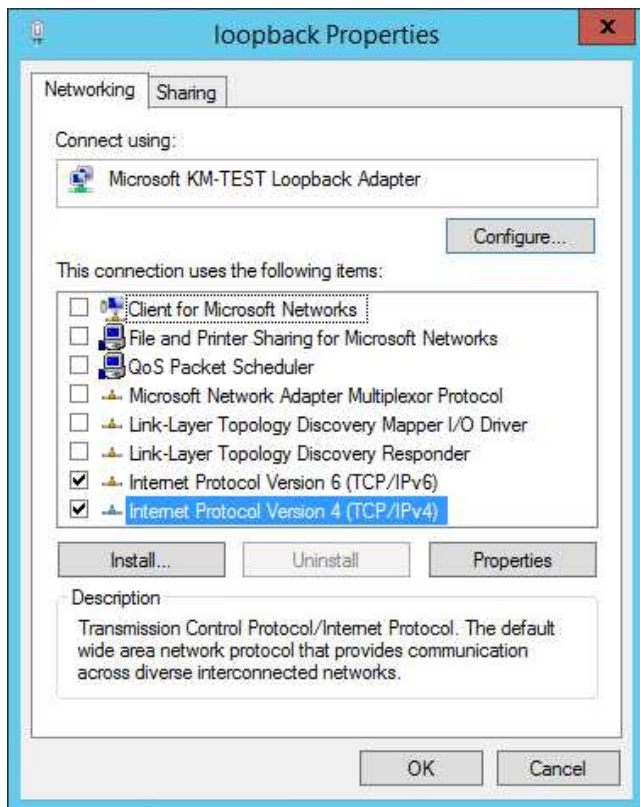 loopback Properties
x
Networking
Sharing
Connect using:
Microsoft KM-TEST Loopback Adapter
Configure...
This connection uses the following items:
Client for Microsoft Networks
File and Printer Sharing for Microsoft Networks
QoS Packet Scheduler
Microsoft Network Adapter Multiplexor Protocol
Link-Layer Topology Discovery Mapper I/O Driver
Link-Layer Topology Discovery Responder
Internet Protocol Version 6 (TCP/IPv6)
Internet Protocol Version 4 (TCP/IPv4)
Install...
Uninstall
Properties
Description
Transmission Control Protocol/Internet Protocol. The default
wide area network protocol that provides communication
across diverse interconnected networks.
OK
Cancel